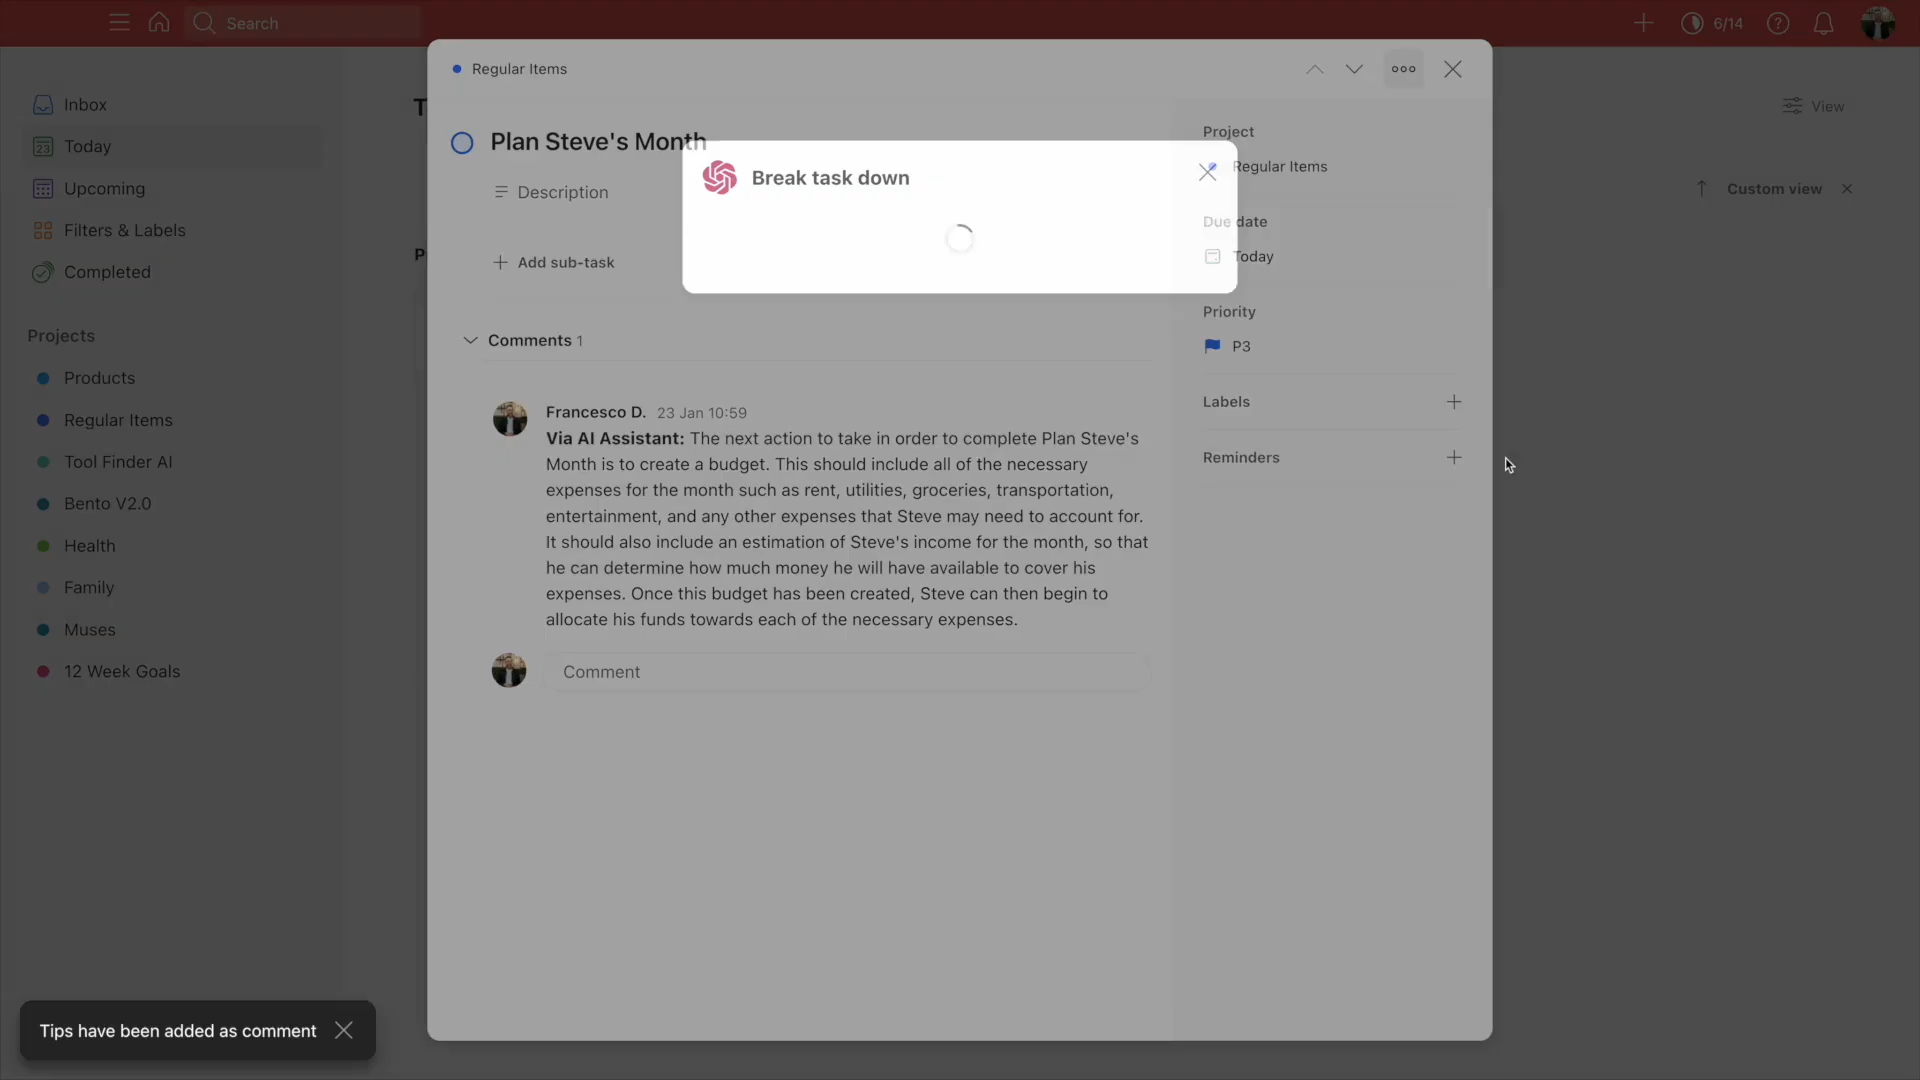 Search
6/14
Regular Items
Inbox
23
Today
Upcoming
Filters & Labels
Completed
Projects
Products
Regular Items
Tool Finder AI
Bento V2.0
Health
Family
Muses
12 Week Goals
T
View
Custom view
P
Plan Steve's Month
Description
Add sub-task
Break task down
Comments 1
Francesco D. 23 Jan 10:59
Via AI Assistant: The next action to take in order to complete Plan Steve's
Month is to create a budget. This should include all of the necessary
expenses for the month such as rent, utilities, groceries, transportation,
entertainment, and any other expenses that Steve may need to account for.
It should also include an estimation of Steve's income for the month, so that
he can determine how much money he will have available to cover his
expenses. Once this budget has been created, Steve can then begin to
allocate his funds towards each of the necessary expenses.
Comment
Project
Regular Items
Due date
Today
Priority
P3
Labels
Reminders
Tips have been added as comment